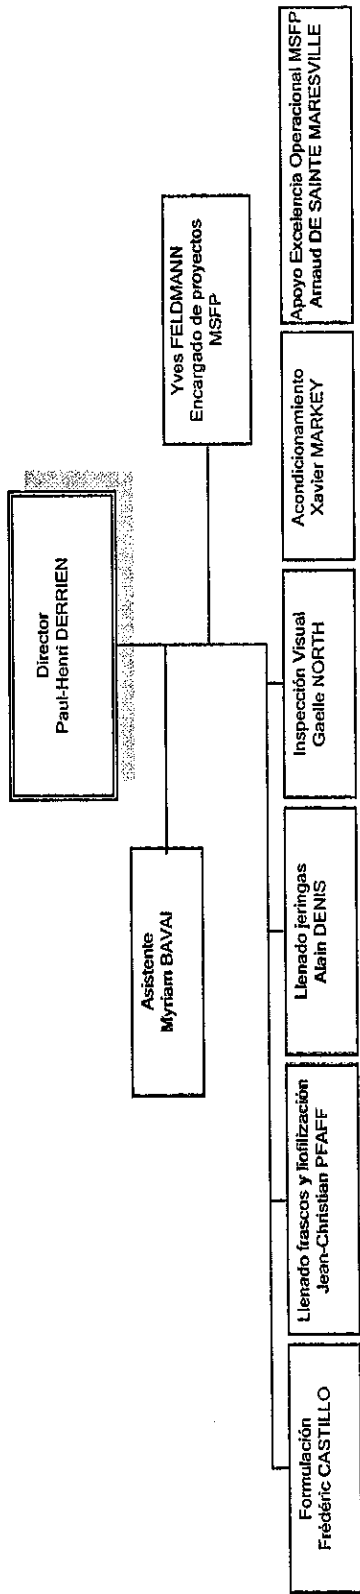 Director
Paul-Henri DERRIEN
Asistente
Myriam BAVAI
Yves FELDMANN
Encargado de proyectos
MSFP
Formulación
Frédéric CASTILLO
Llenado frascos y liofilización
Jean-Christian PFAFF
Llenado jeringas
Alain DENIS
Inspección Visual
Gaelle NORTH
Acondicionamiento
Xavier MARKEY
Apoyo Excelencia Operacional MSFP
Arnaud DE SAINTE MARESVILLE